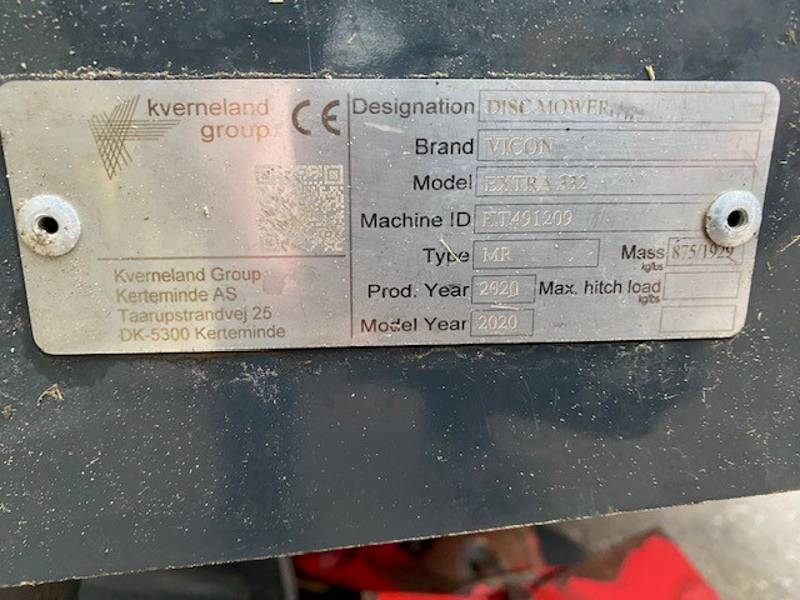 kverneland
group
CE
Kverneland Group
Kerteminde AS
Taarupstrandvej 25
DK-5300 Kerteminde
Designation DISC MOWER
Brand VICON
Model EXTRA 332
Machine ID ET491209
Type MR Mass kg/lbs 875/1929
Prod. Year 2020 Max. hitch load kg/lbs
Model Year 2020